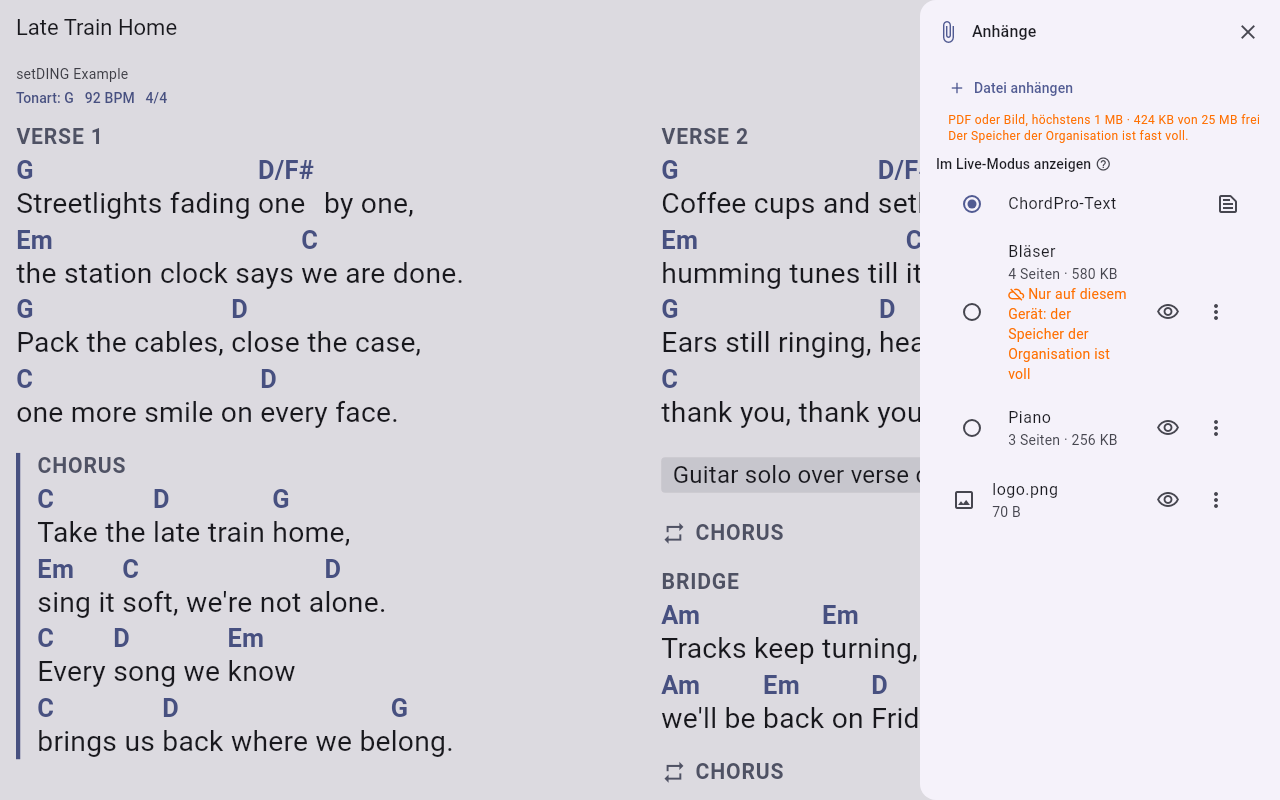 Late Train Home
setDING Example
Tonart: G 92 BPM 4/4
VERSE 1
G D/F#
Streetlights fading one by one,
Em C
the station clock says we are done.
G D
Pack the cables, close the case,
C D
one more smile on every face.
CHORUS
C D G
Take the late train home,
Em C D
sing it soft, we're not alone.
C D Em
Every song we know
C D G
brings us back where we belong.
VERSE 2
G
Coffee cups and
Em C
humming tunes till it
G D
Ears still ringing,
C
thank you, thank you
Guitar solo over verse
CHORUS
BRIDGE
Am Em
Tracks keep turning,
Am Em D
we'll be back on
CHORUS
Anhänge
Datei anhängen
PDF oder Bild, höchstens 1 MB · 424 KB von 25 MB frei
Der Speicher der Organisation ist fast voll.
Im Live-Modus anzeigen
ChordPro-Text
Bläser
4 Seiten · 580 KB
Nur auf diesem
Gerät: der
Speicher der
Organisation ist
voll
Piano
3 Seiten · 256 KB
logo.png
70 B